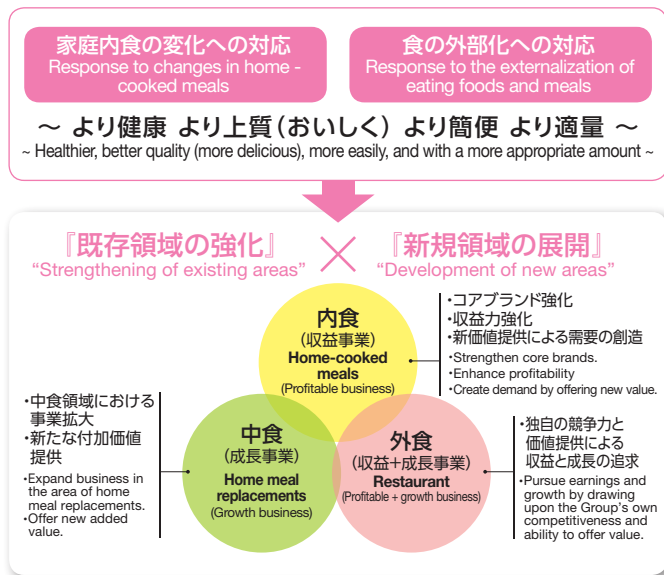 家庭内食の変化への対応
Response to changes in home -
cooked meals
食の外部化への対応
Response to the externalization of
eating foods and meals
~ より健康 より上質（おいしく） より簡便 より適量 ~
~ Healthier, better quality (more delicious), more easily, and with a more appropriate amount ~
『既存領域の強化』
“Strengthening of existing areas”
×
『新規領域の展開』
“Development of new areas”
内食
（収益事業）
Home-cooked
meals
(Profitable business)
・コアブランド強化
・収益力強化
・新価値提供による需要の創造
・Strengthen core brands.
・Enhance profitability
・Create demand by offering new value.
・中食領域における
事業拡大
・新たな付加価値
提供
・Expand business in
the area of home
meal replacements.
・Offer new added
value.
中食
（成長事業）
Home meal
replacements
(Growth business)
外食
（収益+成長事業）
Restaurant
(Profitable + growth business)
・独自の競争力と
価値提供による
収益と成長の追求
・Pursue earnings and
growth by drawing
upon the Group’s own
competitiveness and
ability to offer value.